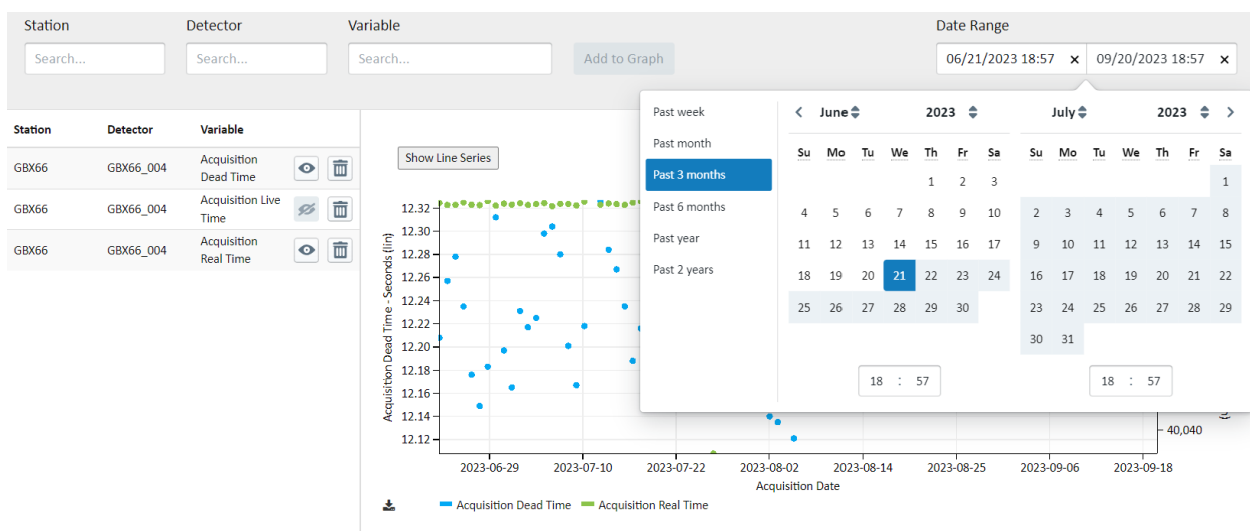 Station Detector Variable Date Range
Search... Search... Search... Add to Graph 06/21/2023 18:57 × 09/20/2023 18:57 ×
Station Detector Variable
GBX66 GBX66_004 Acquisition
Dead Time
GBX66 GBX66_004 Acquisition Live
Time
GBX66 GBX66_004 Acquisition
Real Time
Show Line Series
Past week
Past month
Past 3 months
Past 6 months
Past year
Past 2 years
June 2023
Su Mo Tu We Th Fr Sa
1 2 3
4 5 6 7 8 9 10
11 12 13 14 15 16 17
18 19 20 21 22 23 24
25 26 27 28 29 30
18 : 57
July 2023
Su Mo Tu We Th Fr Sa
1
2 3 4 5 6 7 8
9 10 11 12 13 14 15
16 17 18 19 20 21 22
23 24 25 26 27 28 29
30 31
18 : 57
Acquisition Dead Time - Seconds (lin)
12.32
12.30
12.28
12.26
12.24
12.22
12.20
12.18
12.16
12.14
12.12
40,040
2023-06-29 2023-07-10 2023-07-22 2023-08-02 2023-08-14 2023-08-25 2023-09-06 2023-09-18
Acquisition Date
Acquisition Dead Time Acquisition Real Time